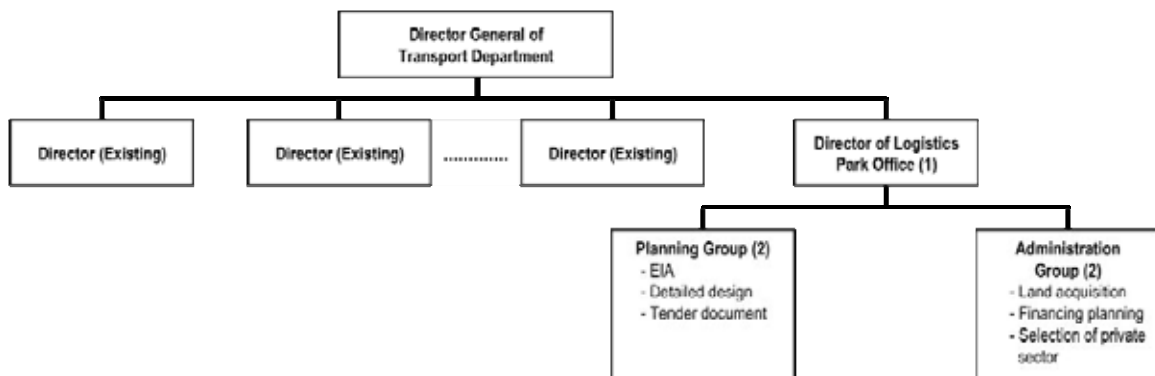 Director General of
Transport Department
Director (Existing)
Director (Existing)
..............
Director (Existing)
Director of Logistics
Park Office (1)
Planning Group (2)
- EIA
- Detailed design
- Tender document
Administration
Group (2)
- Land acquisition
- Financing planning
- Selection of private
sector